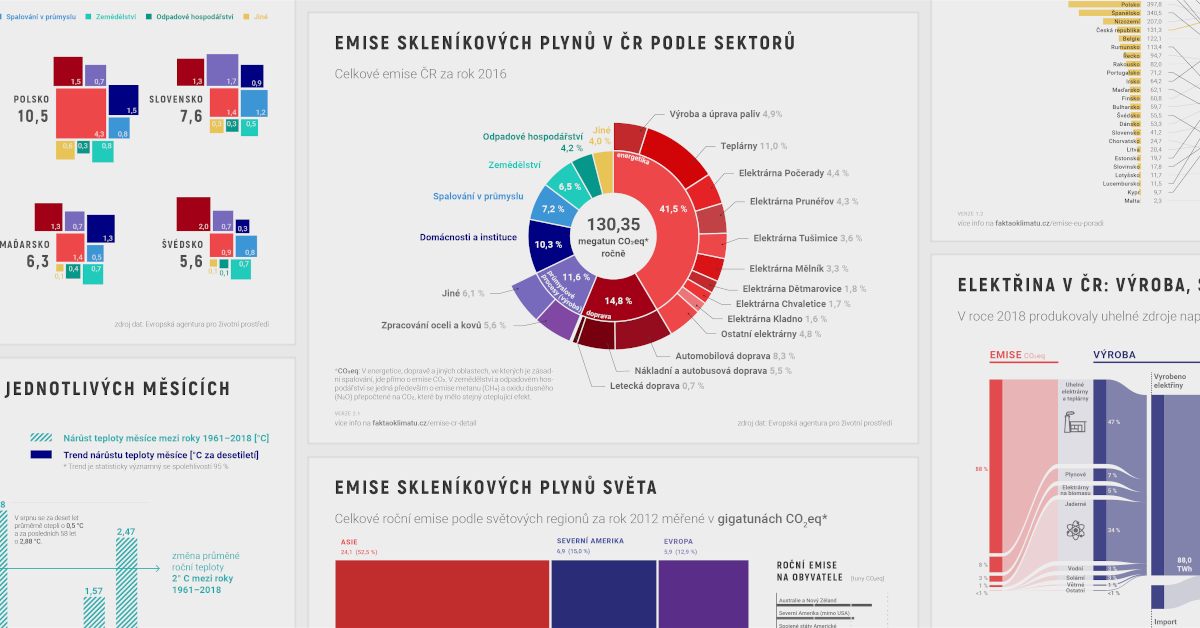 Spalování v průmyslu
Zemědělství
Odpadové hospodářství
Jiné
POLSKO
10,5
1,5
0,7
1,5
4,3
0,8
0,6
0,3
0,8
SLOVENSKO
7,6
1,3
1,7
0,9
1,4
1,2
0,3
0,3
0,5
MAĎARSKO
6,3
1,3
0,7
1,3
1,4
0,5
0,1
0,4
0,7
ŠVÉDSKO
5,6
2,0
0,7
0,3
0,9
0,8
0,1
0,1
0,7
zdroj dat: Evropská agentura pro životní prostředí
JEDNOTLIVÝCH MĚSÍCÍCH
Nárůst teploty měsíce mezi roky 1961–2018 [°C]
Trend nárůstu teploty měsíce [°C za desetiletí]
* Trend je statisticky významný se spolehlivostí 95 %
8
V srpnu se za deset let
průměrně oteplí o 0,5 °C
a za posledních 58 let
o 2,88 °C.
2,47
1,57
změna průměrné
roční teploty
2° C mezi roky
1961–2018
EMISE SKLENÍKOVÝCH PLYNŮ V ČR PODLE SEKTORŮ
Celkové emise ČR za rok 2016
Výroba a úprava paliv 4,9%
Teplárny 11,0 %
Elektrárna Počerady 4,4 %
Elektrárna Prunéřov 4,3 %
Elektrárna Tušimice 3,6 %
Elektrárna Mělník 3,3 %
Elektrárna Dětmarovice 1,8 %
Elektrárna Chvaletice 1,7 %
Elektrárna Kladno 1,6 %
Ostatní elektrárny 4,8 %
Automobilová doprava 8,3 %
Nákladní a autobusová doprava 5,5 %
Letecká doprava 0,7 %
Zpracování oceli a kovů 5,6 %
Jiné 6,1 %
Domácnosti a instituce
Spalování v průmyslu
Zemědělství
Odpadové hospodářství
4,2 %
Jiné
4,0 %
energetika
41,5 %
doprava
14,8 %
průmyslové
procesy (výroba)
11,6 %
10,3 %
7,2 %
6,5 %
130,35
megatun CO₂eq*
ročně
*CO₂eq: V energetice, dopravě a jiných oblastech, ve kterých je zásad-
ní spalování, jde přímo o emise CO₂. V zemědělství a odpadovém hos-
podářství se jedná především o emise metanu (CH₄) a oxidu dusného
(N₂O) přepočtené na CO₂, které by mělo stejný oteplující efekt.
více info na faktaoklimatu.cz/emise-cr-detail
zdroj dat: Evropská agentura pro životní prostředí
EMISE SKLENÍKOVÝCH PLYNŮ SVĚTA
Celkové roční emise podle světových regionů za rok 2012 měřené v gigatunách CO₂eq*
ASIE
24,1 (52,5 %)
SEVERNÍ AMERIKA
6,9 (15,0 %)
EVROPA
5,9 (12,9 %)
ROČNÍ EMISE
NA OBYVATELE [tuny CO₂eq]
Austrálie a Nový Zéland
Severní Amerika (mimo USA)
Spojené státy Americké
Polsko 397,8
Španělsko 340,5
Nizozemí 207,0
Česká republika 131,3
Belgie 122,1
Rumunsko 113,4
Řecko 94,7
Rakousko 82,0
Portugalsko 71,2
Irsko 64,2
Maďarsko 62,1
Finsko 60,8
Bulharsko 59,7
Švédsko 55,5
Dánsko 53,3
Slovensko 41,2
Chorvatsko 24,7
Litva 20,4
Estonsko 19,7
Slovinsko 17,8
Lotyšsko 11,7
Lucembursko 11,5
Kypr 9,7
Malta 2,3
VERZE 1.2
více info na faktaoklimatu.cz/emise-eu-poradi
ELEKTŘINA V ČR: VÝROBA,
V roce 2018 produkovaly uhelné zdroje
EMISE CO₂eq
VÝROBA
Uhelné
elektrárny
a teplárny
47 %
Plynové
7 %
Elektrárny
na biomasu
5 %
Jaderné
34 %
Vodní
Solární
Větrné
1 %
Ostatní
<1 %
88 %
8 %
3 %
1 %
<1 %
Vyrobeno
elektřiny
88,0
TWh
Import